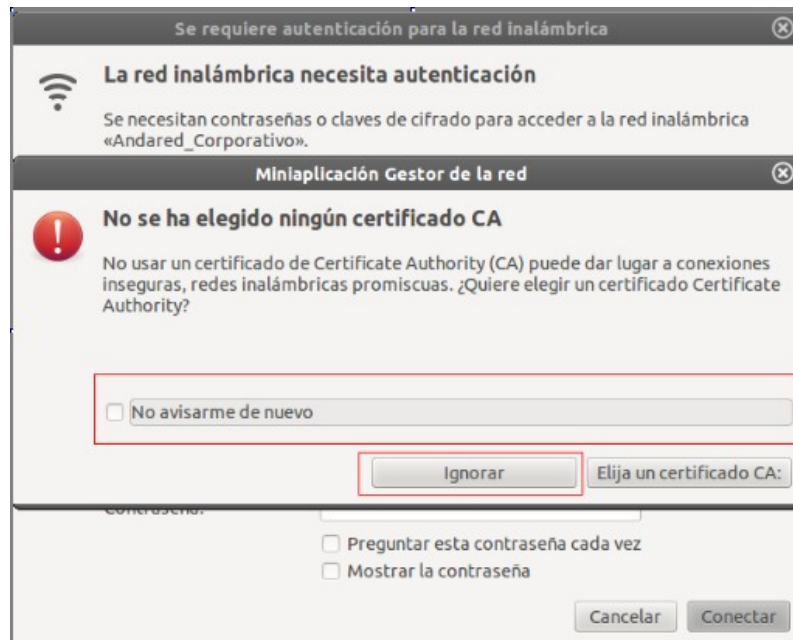 Se requiere autenticación para la red inalámbrica
La red inalámbrica necesita autenticación
Se necesitan contraseñas o claves de cifrado para acceder a la red inalámbrica
«Andared_Corporativo».
Miniaplicación Gestor de la red
No se ha elegido ningún certificado CA
No usar un certificado de Certificate Authority (CA) puede dar lugar a conexiones
inseguras, redes inalámbricas promiscuas. ¿Quiere elegir un certificado Certificate
Authority?
No avisarme de nuevo
Ignorar
Elija un certificado CA:
Contraseña:
Preguntar esta contraseña cada vez
Mostrar la contraseña
Cancelar
Conectar